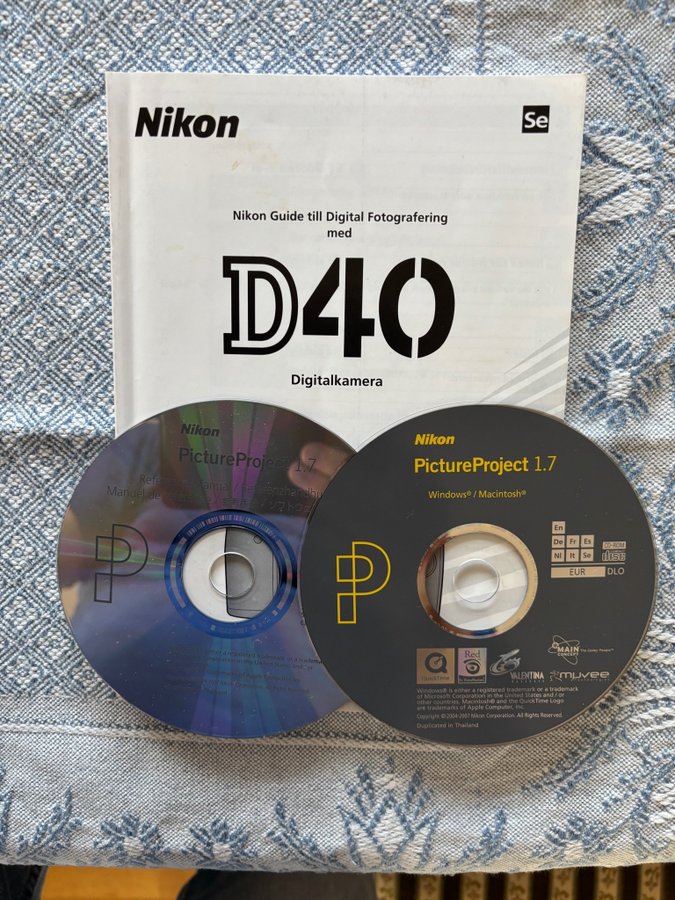 Nikon
Se
Nikon Guide till Digital Fotografering
med
D40
Digitalkamera
Nikon
PictureProject 1.7
Manuel de
Nikon
PictureProject 1.7
Windows® / Macintosh®
En
De Fr Es
Nl It Se
CD-ROM
disc
EUR DLO
QuickTime
Red
MAIN
CONCEPT
VALENTINA
muvee
Windows® is either a registered trademark or a trademark
of Microsoft Corporation in the United States and / or
other countries. Macintosh® and the QuickTime Logo
are trademarks of Apple Computer, Inc.
Copyright © 2004-2007 Nikon Corporation. All Rights Reserved.
Duplicated in Thailand